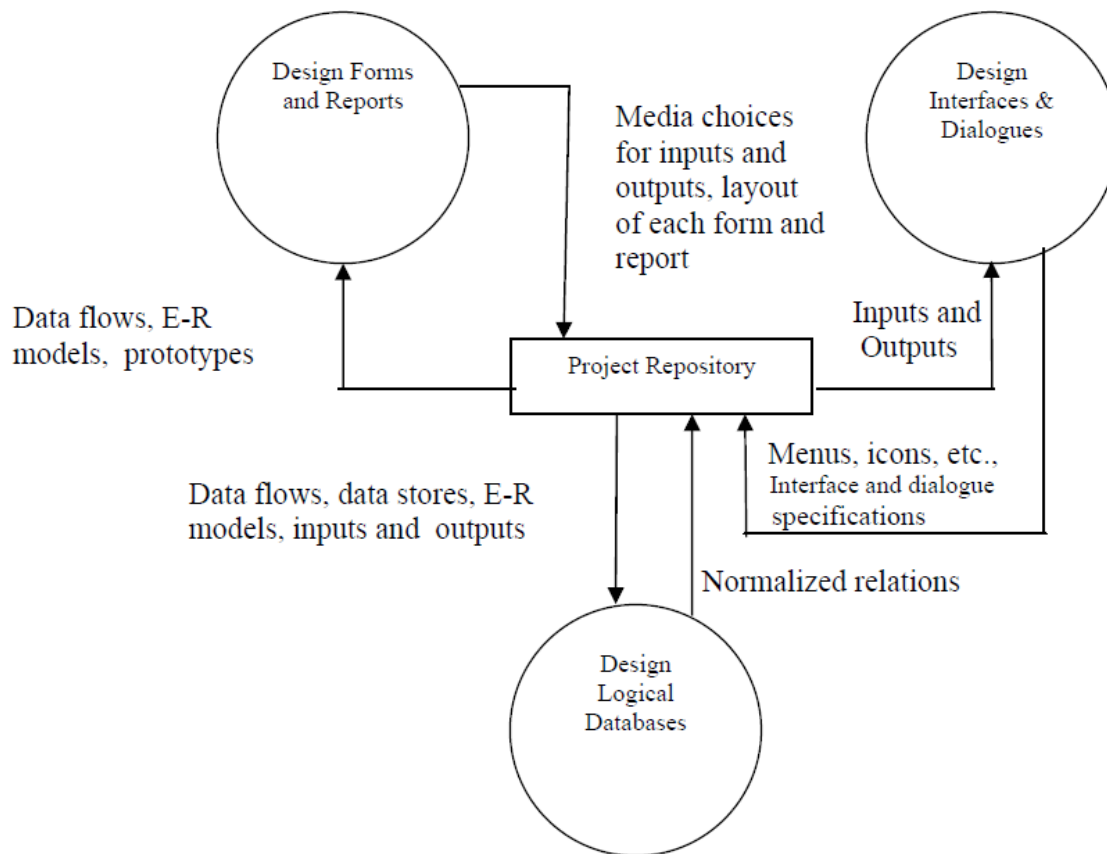 Design Forms
and Reports
Design
Interfaces &
Dialogues
Media choices
for inputs and
outputs, layout
of each form and
report
Data flows, E-R
models, prototypes
Inputs and
Outputs
Project Repository
Menus, icons, etc.,
Interface and dialogue
specifications
Data flows, data stores, E-R
models, inputs and outputs
Normalized relations
Design
Logical
Databases